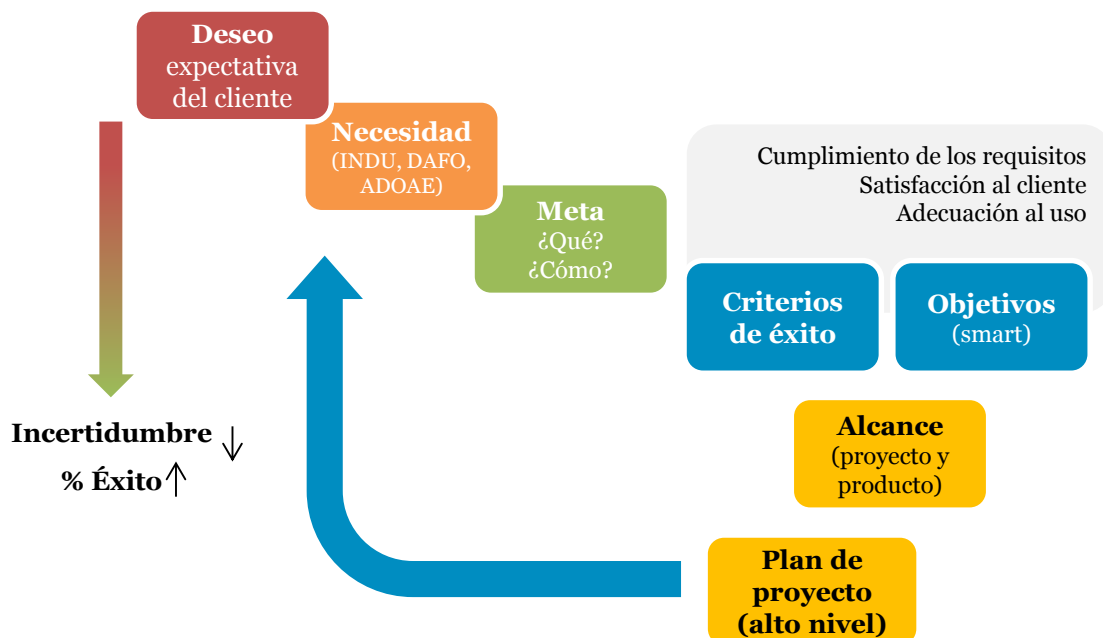 Deseo
expectativa
del cliente
Necesidad
(INDU, DAFO,
ADOAE)
Meta
¿Qué?
¿Cómo?
Cumplimiento de los requisitos
Satisfacción al cliente
Adecuación al uso
Criterios
de éxito
Objetivos
(smart)
Incertidumbre
% Éxito
Alcance
(proyecto y
producto)
Plan de
proyecto
(alto nivel)